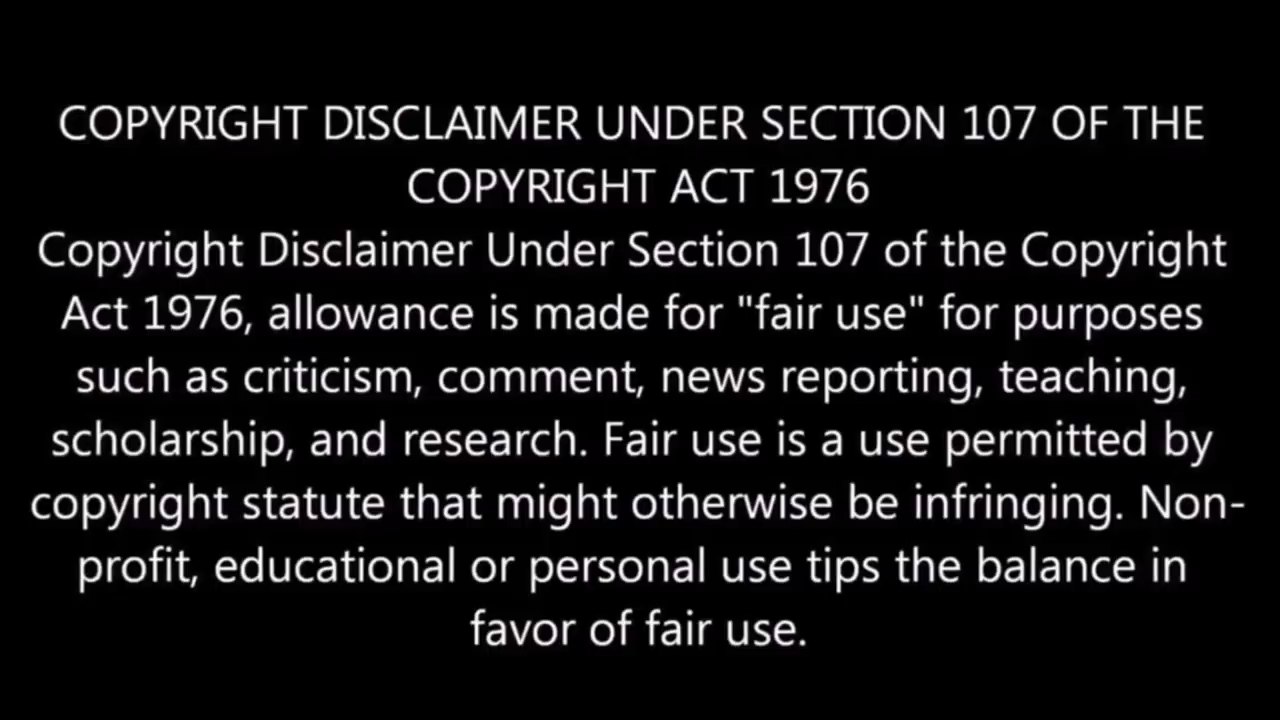 COPYRIGHT DISCLAIMER UNDER SECTION 107 OF THE
COPYRIGHT ACT 1976
Copyright Disclaimer Under Section 107 of the Copyright
Act 1976, allowance is made for "fair use" for purposes
such as criticism, comment, news reporting, teaching,
scholarship, and research. Fair use is a use permitted by
copyright statute that might otherwise be infringing. Non-
profit, educational or personal use tips the balance in
favor of fair use.